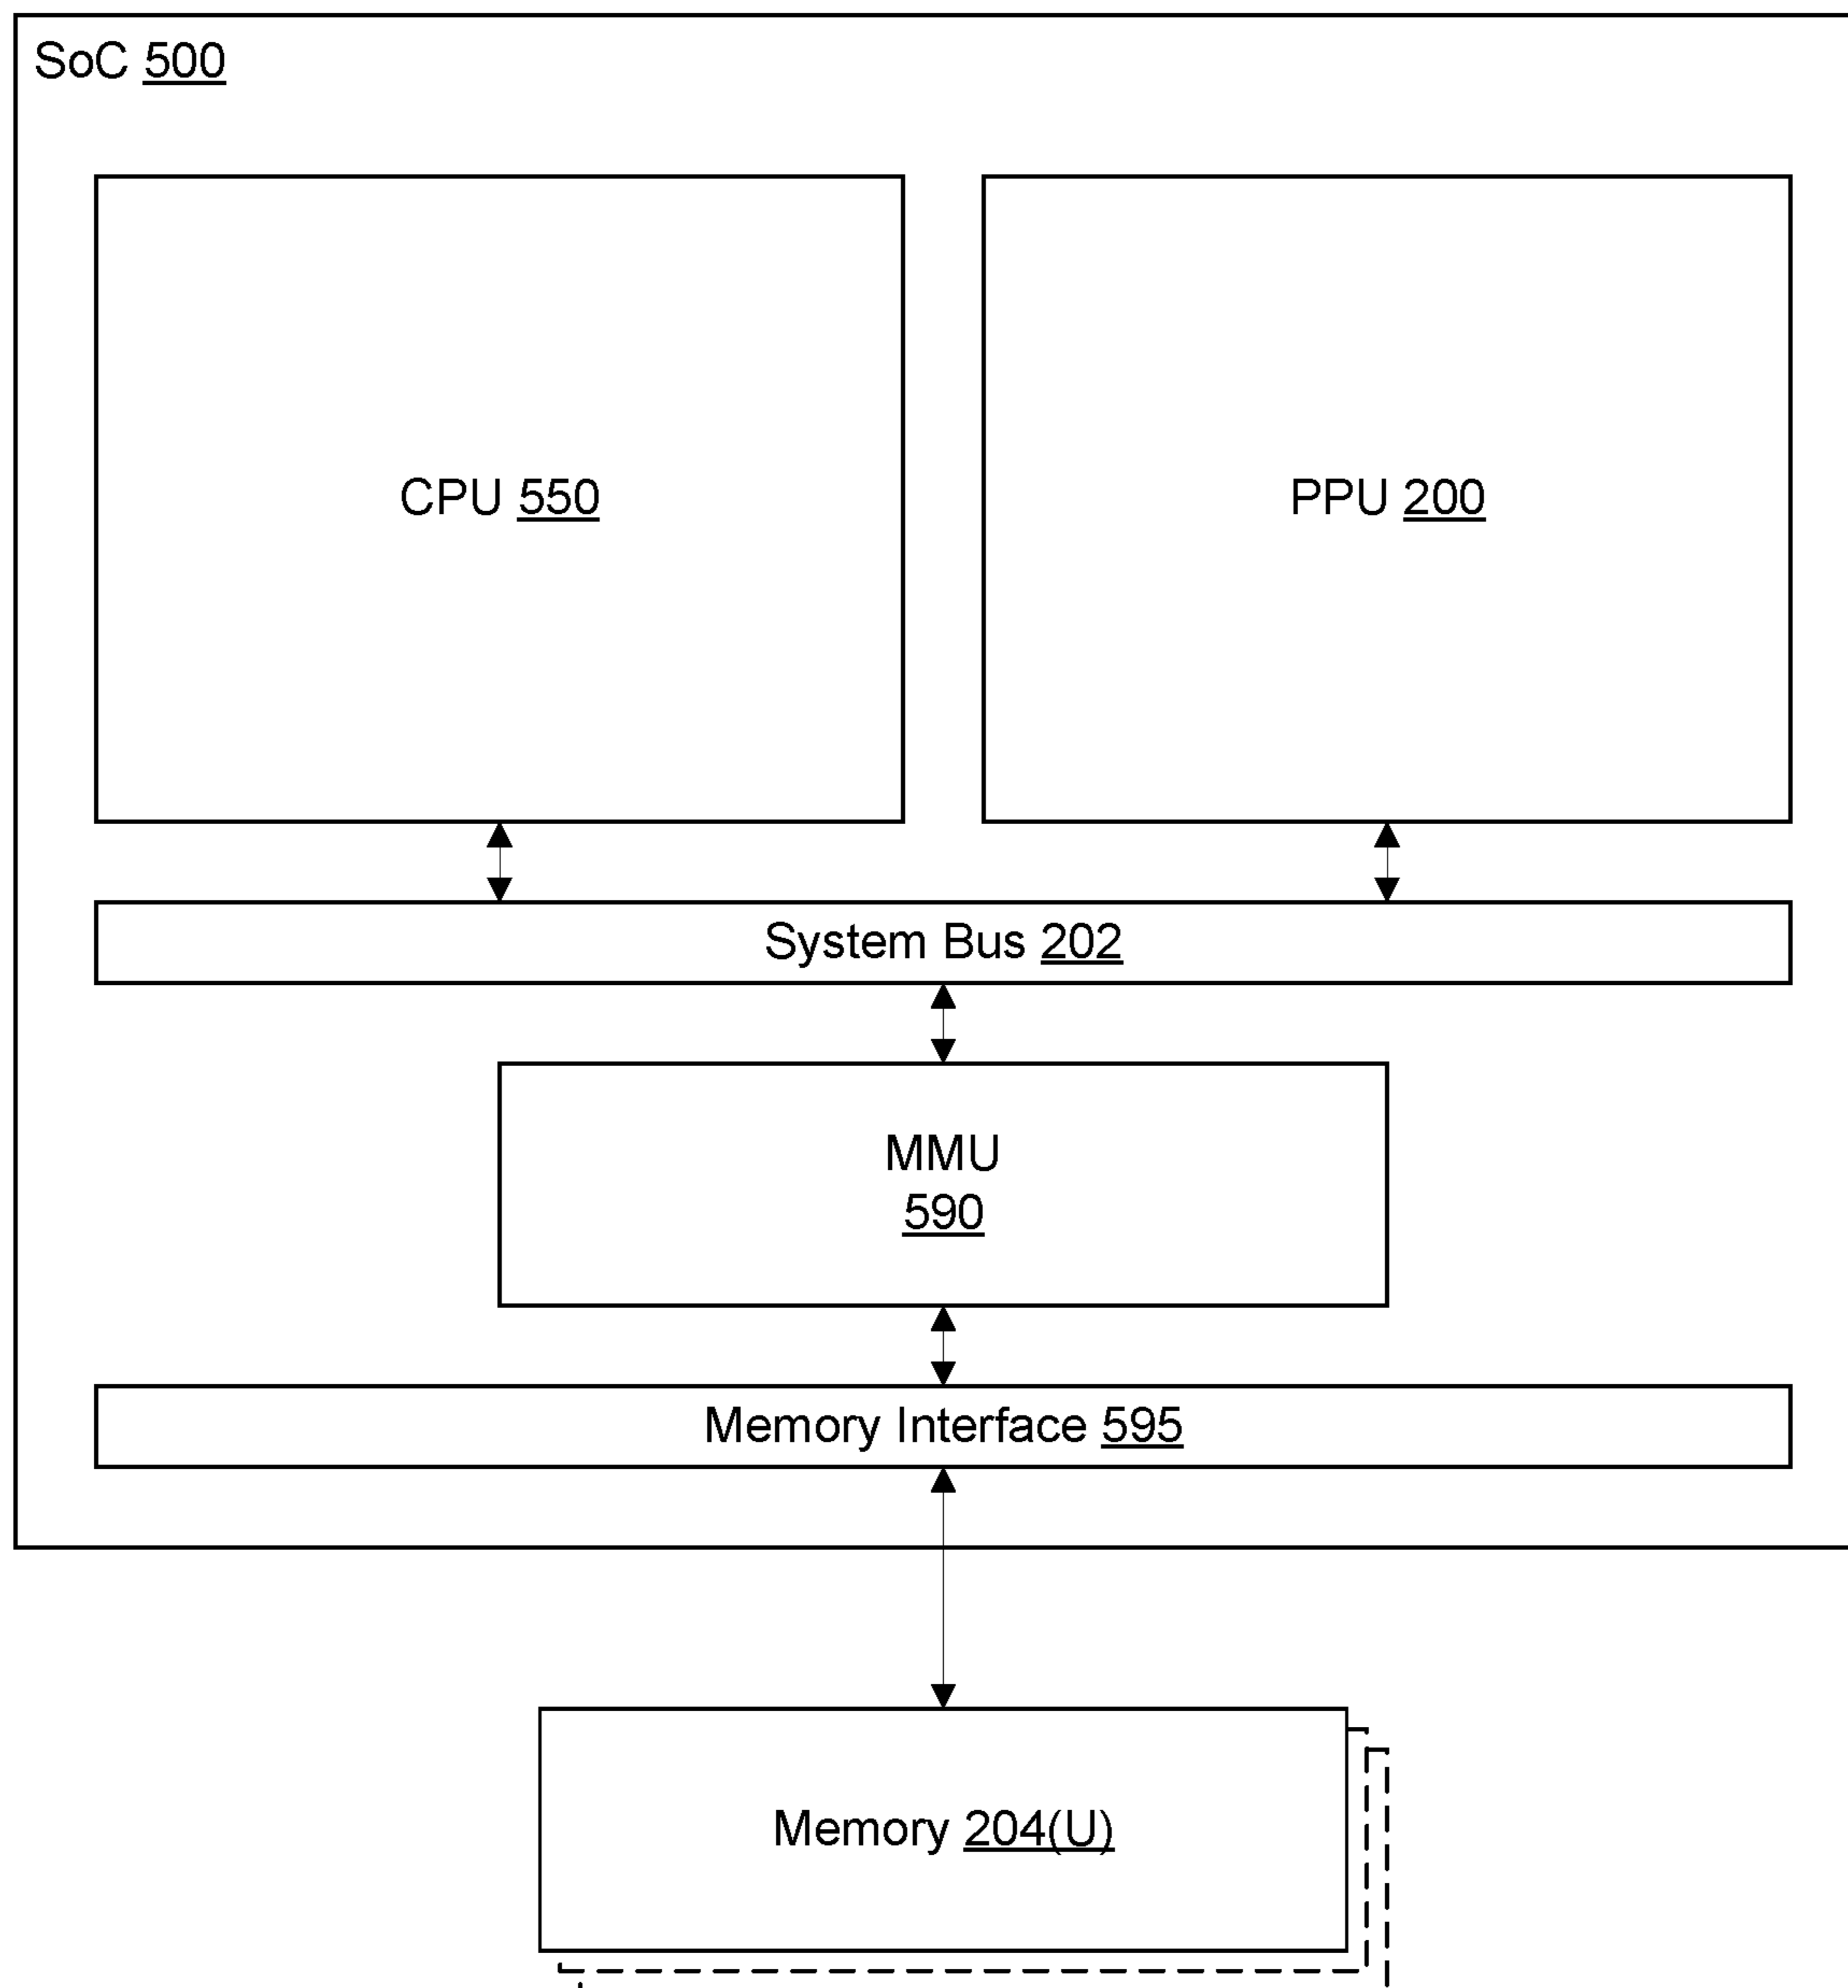 SoC 500
CPU 550
PPU 200
System Bus 202
MMU
590
Memory Interface 595
Memory 204(U)